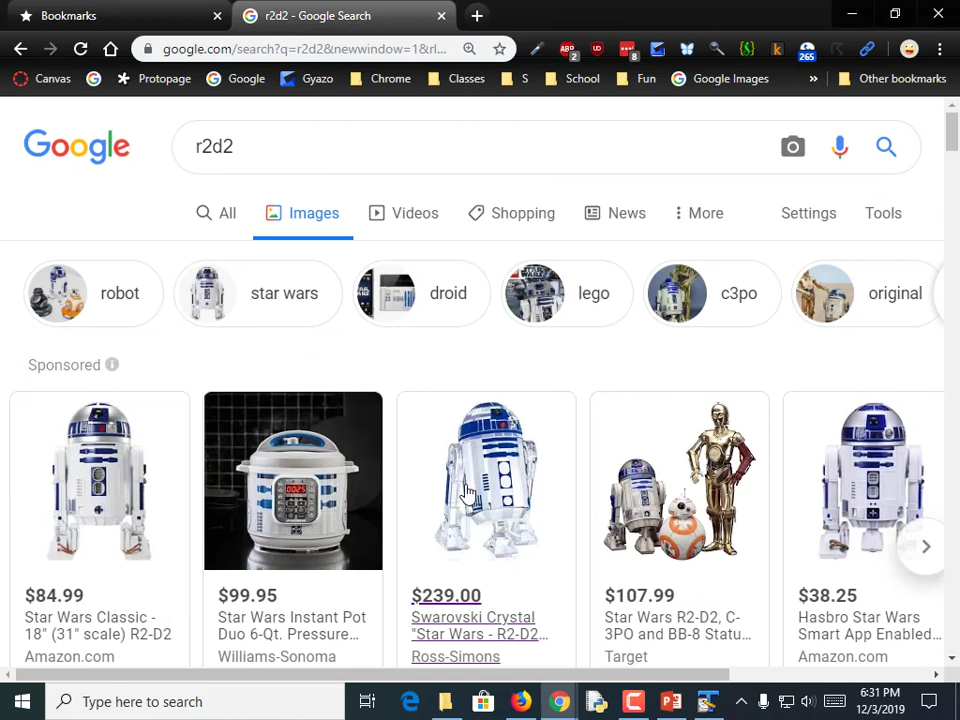 Bookmarks
r2d2 - Google Search
google.com/search?q=r2d2&newwindow=1&rl...
2
8
265
Canvas
Protopage
Google
Gyazo
Chrome
Classes
S
School
Fun
Google Images
Other bookmarks
Google
r2d2
All
Images
Videos
Shopping
News
More
Settings
Tools
robot
star wars
droid
lego
c3po
original
Sponsored
$84.99
Star Wars Classic -
18" (31" scale) R2-D2
Amazon.com
$99.95
Star Wars Instant Pot
Duo 6-Qt. Pressure...
Williams-Sonoma
$239.00
Swarovski Crystal
"Star Wars - R2-D2...
Ross-Simons
$107.99
Star Wars R2-D2, C-
3PO and BB-8 Statu...
Target
$38.25
Hasbro Star Wars
Smart App Enabled...
Amazon.com
Type here to search
6:31 PM
12/3/2019